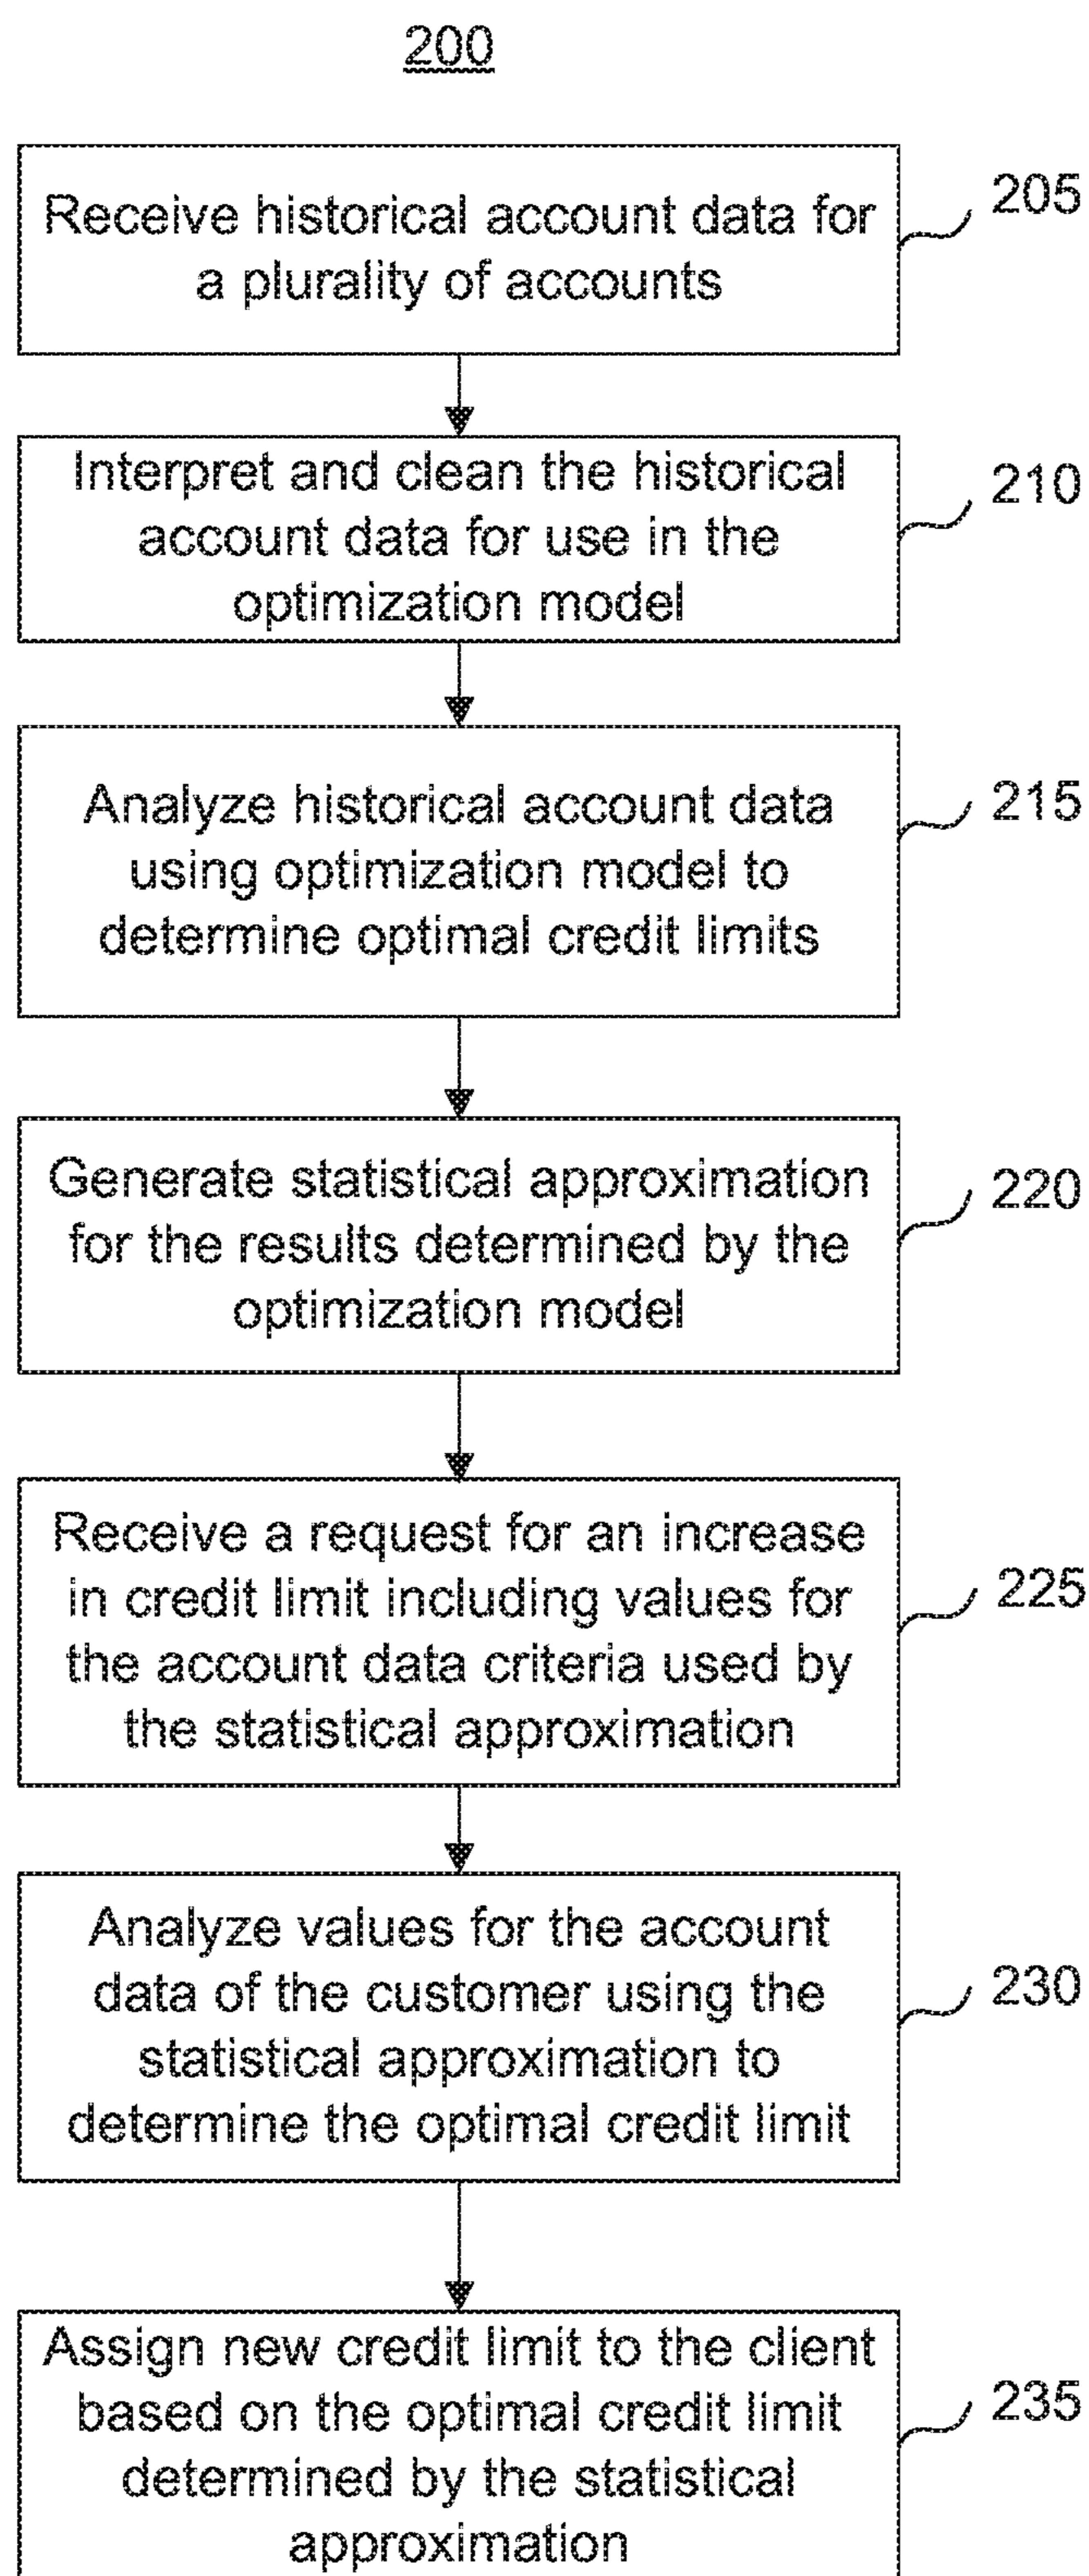 200
Receive historical account data for
a plurality of accounts
205
Interpret and clean the historical
account data for use in the
optimization model
210
Analyze historical account data
using optimization model to
determine optimal credit limits
215
Generate statistical approximation
for the results determined by the
optimization model
220
Receive a request for an increase
in credit limit including values for
the account data criteria used by
the statistical approximation
225
Analyze values for the account
data of the customer using the
statistical approximation to
determine the optimal credit limit
230
Assign new credit limit to the client
based on the optimal credit limit
determined by the statistical
approximation
235